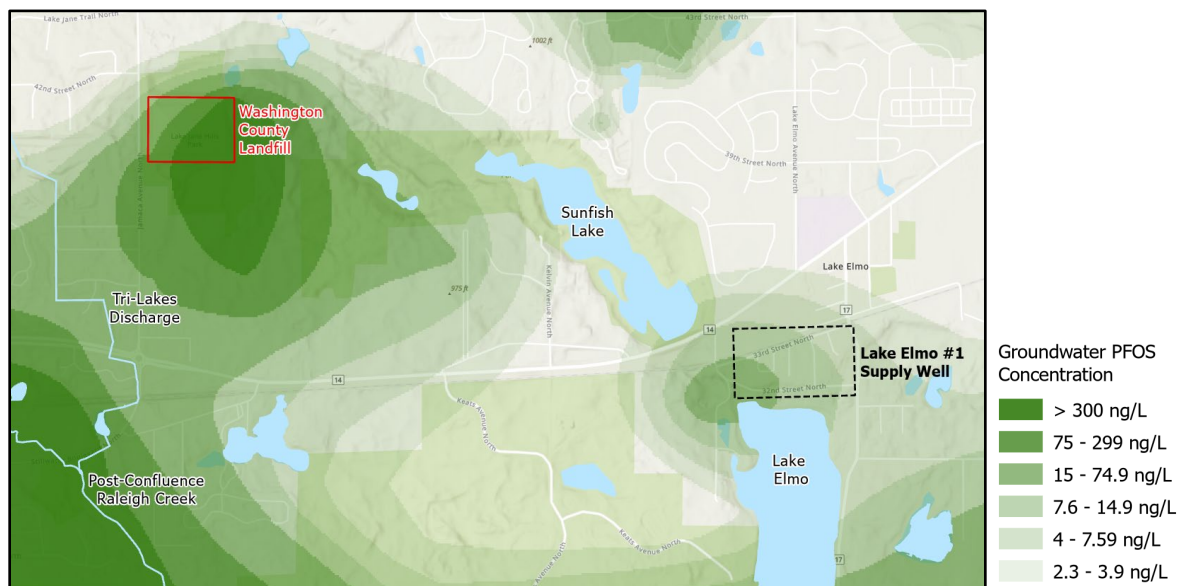 Lake Jane Trail North
43rd Street North
1002 ft
42nd Street North
Washington
County
Landfill
Lake Elmo Avenue North
39th Street North
Sunfish
Lake
Kelvin Avenue North
Lake Elmo
975 ft
Tri-Lakes
Discharge
17
14
33rd Street North
Lake Elmo #1
Supply Well
14
32nd Street North
Keats Avenue North
Lake
Elmo
Post-Confluence
Raleigh Creek
Keats Avenue North
17
Groundwater PFOS
Concentration
> 300 ng/L
75 - 299 ng/L
15 - 74.9 ng/L
7.6 - 14.9 ng/L
4 - 7.59 ng/L
2.3 - 3.9 ng/L